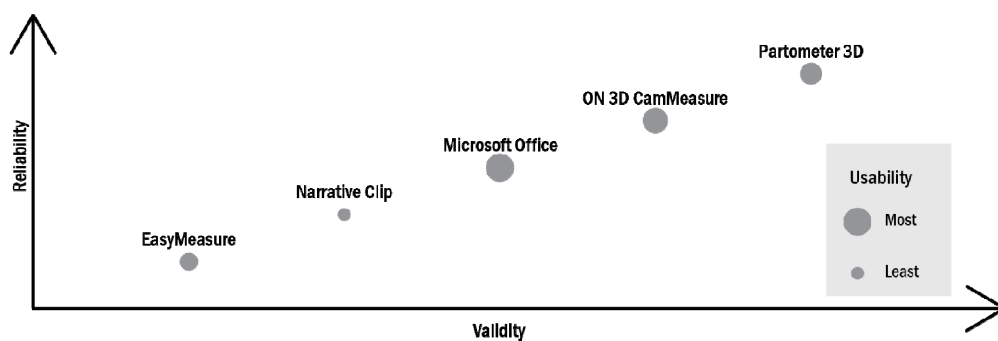 Partometer 3D
ON 3D CamMeasure
Microsoft Office
Narrative Clip
EasyMeasure
Reliability
Validity
Usability
Most
Least